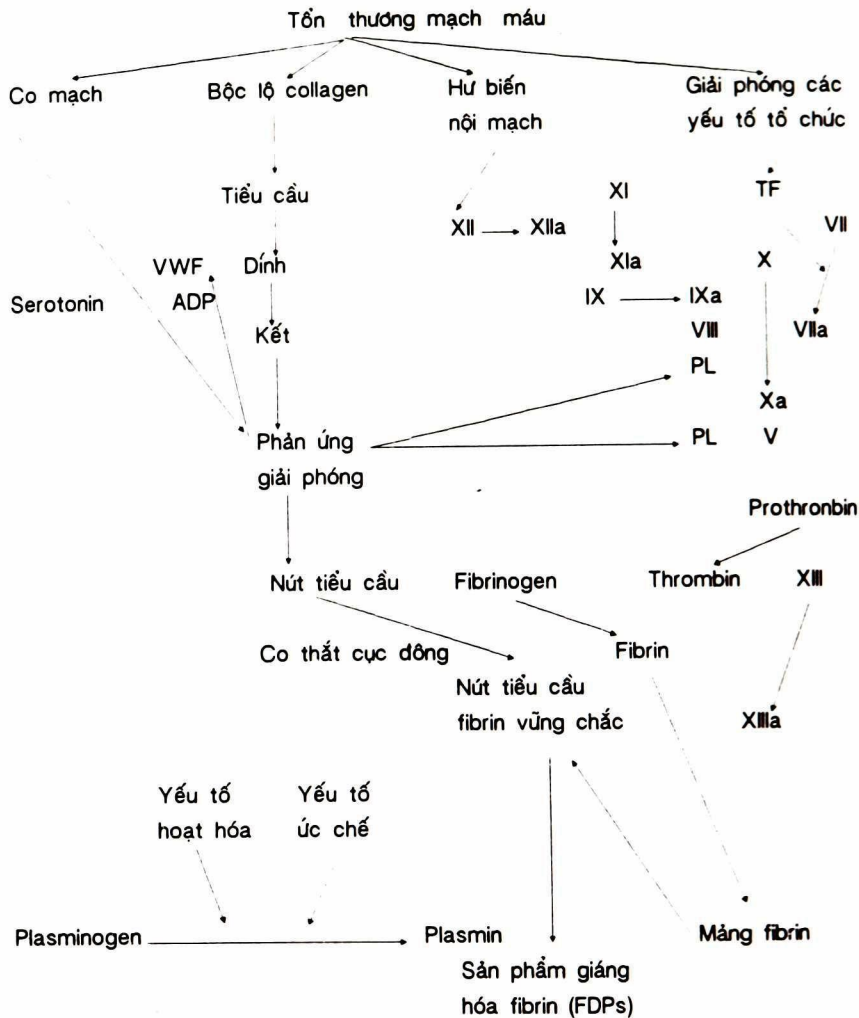 Tổn thương mạch máu
Co mạch
Bộc lộ collagen
Hư biến
nội mạch
Giải phóng các
yếu tố tổ chức
Tiểu cầu
XI
TF
XII
XIIa
VII
VWF
Dính
XIa
X
Serotonin
ADP
IX
IXa
Kết
VIII
VIIa
PL
Xa
Phản ứng
giải phóng
PL
V
Prothronbin
Nút tiểu cầu
Fibrinogen
Thrombin
XIII
Co thắt cục đông
Fibrin
Nút tiểu cầu
fibrin vững chắc
XIIIa
Yếu tố
hoạt hóa
Yếu tố
ức chế
Plasminogen
Plasmin
Mảng fibrin
Sản phẩm giáng
hóa fibrin (FDPs)